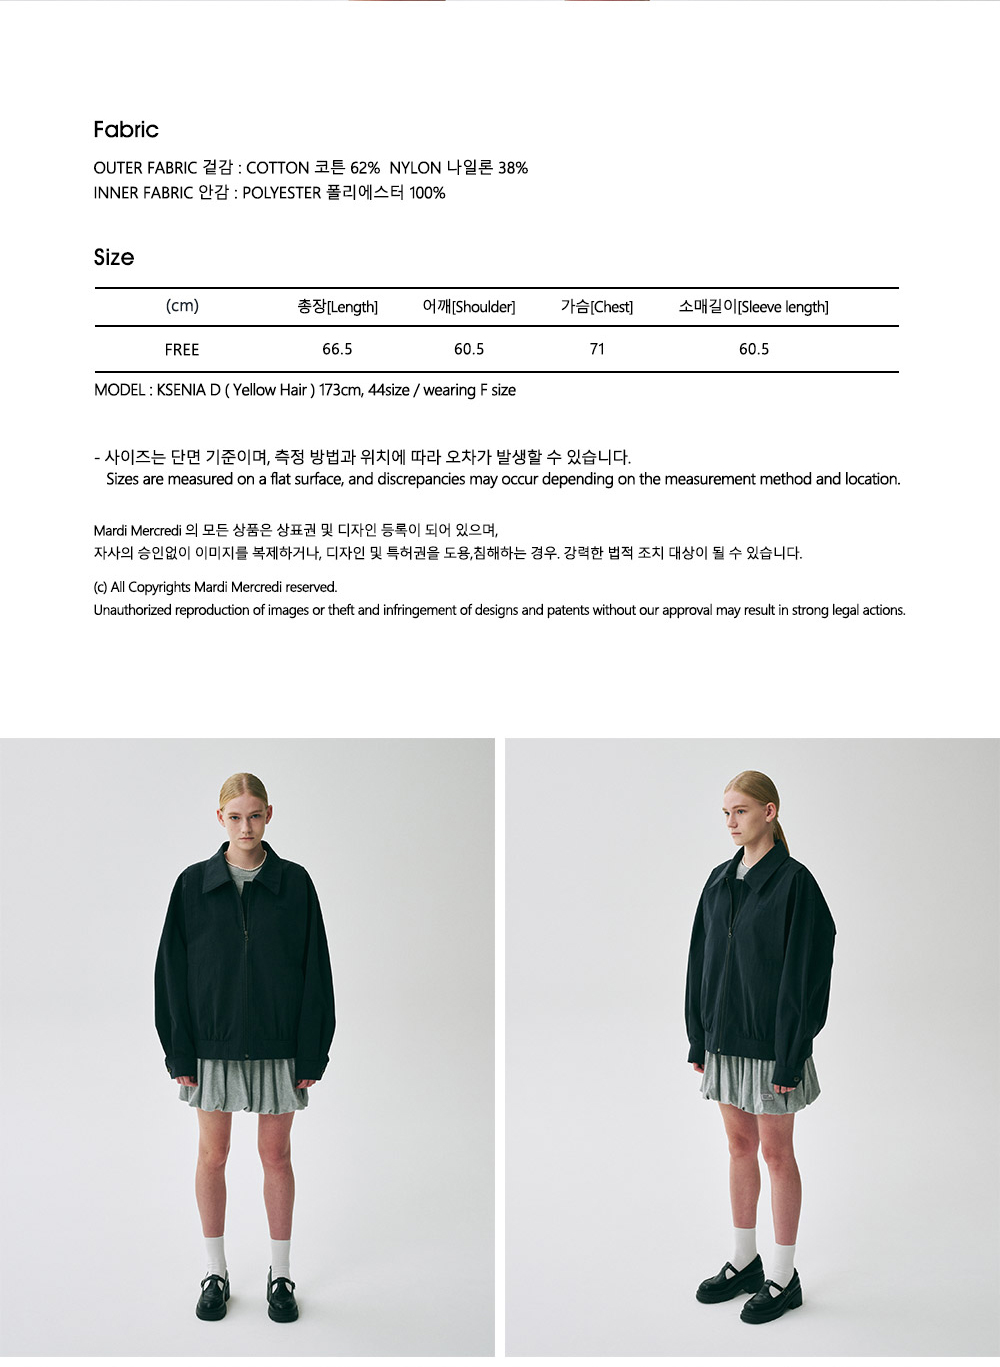 Fabric
OUTER FABRIC 겉감 : COTTON 코튼 62%  NYLON 나일론 38%
INNER FABRIC 안감 : POLYESTER 폴리에스터 100%
Size
(cm) 총장[Length] 어깨[Shoulder] 가슴[Chest] 소매길이[Sleeve length]
FREE 66.5 60.5 71 60.5
MODEL : KSENIA D ( Yellow Hair ) 173cm, 44size / wearing F size
- 사이즈는 단면 기준이며, 측정 방법과 위치에 따라 오차가 발생할 수 있습니다.
Sizes are measured on a flat surface, and discrepancies may occur depending on the measurement method and location.
Mardi Mercredi 의 모든 상품은 상표권 및 디자인 등록이 되어 있으며,
자사의 승인없이 이미지를 복제하거나, 디자인 및 특허권을 도용,침해하는 경우. 강력한 법적 조치 대상이 될 수 있습니다.
(c) All Copyrights Mardi Mercredi reserved.
Unauthorized reproduction of images or theft and infringement of designs and patents without our approval may result in strong legal actions.